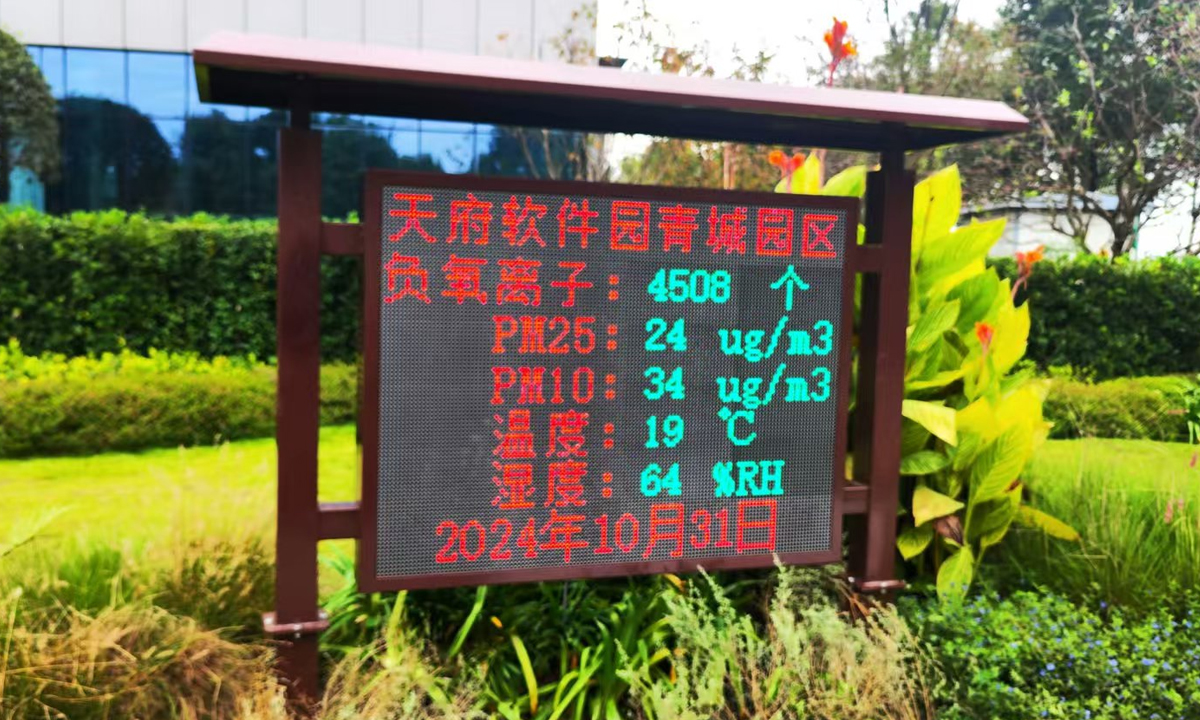 天府软件园青城园区
负氧离子：4508 个
PM25：24 ug/m3
PM10：34 ug/m3
温度：19 ℃
湿度：64 %RH
2024年10月31日